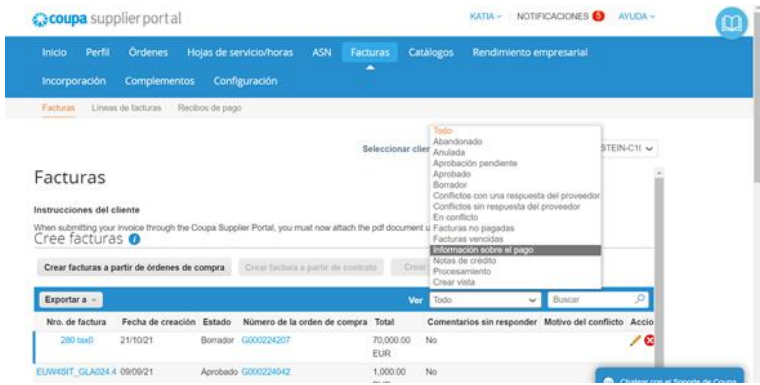 coupa supplier portal
KATIA NOTIFICACIONES 5 AYUDA
Inicio Perfil Órdenes Hojas de servicio/horas ASN Facturas Catálogos Rendimiento empresarial
Incorporación Complementos Configuración
Facturas Líneas de facturas Recibos de pago
Seleccionar clien STEIN-C1(
Todo
Abandonado
Anulada
Aprobación pendiente
Aprobado
Borrador
Conflictos con una respuesta del proveedor
Conflictos sin respuesta del proveedor
En conflicto
Facturas no pagadas
Facturas vencidas
Información sobre el pago
Notas de crédito
Procesamiento
Crear vista
Facturas
Instrucciones del cliente
When submitting your invoice through the Coupa Supplier Portal, you must now attach the pdf document u
Cree facturas
Crear facturas a partir de órdenes de compra Crear factura a partir de contrato Crear
Exportar a Ver Todo Buscar
Nro. de factura Fecha de creación Estado Número de la orden de compra Total Comentarios sin responder Motivo del conflicto Accio
280 tax0 21/10/21 Borrador G000224207 70,000.00 No
EUR
EUW4SIT_GLA024.4 09/09/21 Aprobado G000224042 1,000.00 No
EUR
Chatear con el Soporte de Coupa